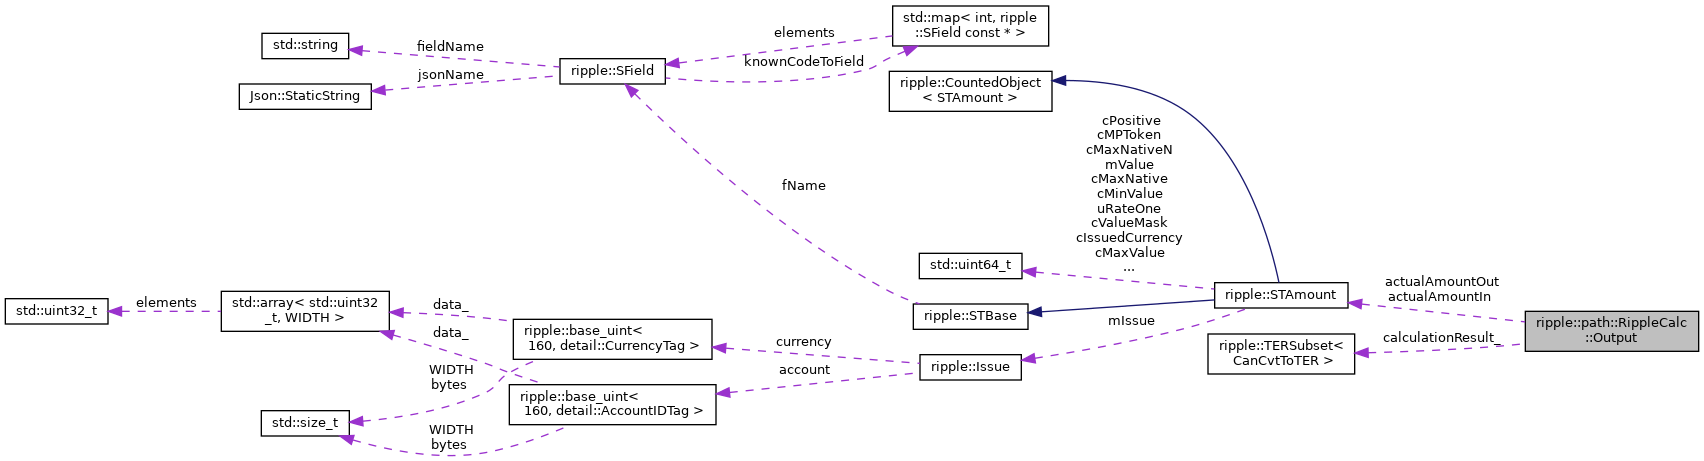 std::map< int, ripple
::SField const * >
std::string
fieldName
elements
knownCodeToField
ripple::SField
jsonName
Json::StaticString
ripple::CountedObject
< STAmount >
cPositive
cMPToken
cMaxNativeN
mValue
cMaxNative
cMinValue
uRateOne
cValueMask
cIssuedCurrency
cMaxValue
...
fName
std::uint64_t
actualAmountOut
actualAmountIn
ripple::STAmount
elements
std::uint32_t
std::array< std::uint32
_t, WIDTH >
data_
data_
ripple::STBase
mIssue
ripple::path::RippleCalc
::Output
calculationResult_
ripple::TERSubset<
CanCvtToTER >
ripple::base_uint<
160, detail::CurrencyTag >
currency
account
ripple::Issue
WIDTH
bytes
ripple::base_uint<
160, detail::AccountIDTag >
std::size_t
WIDTH
bytes